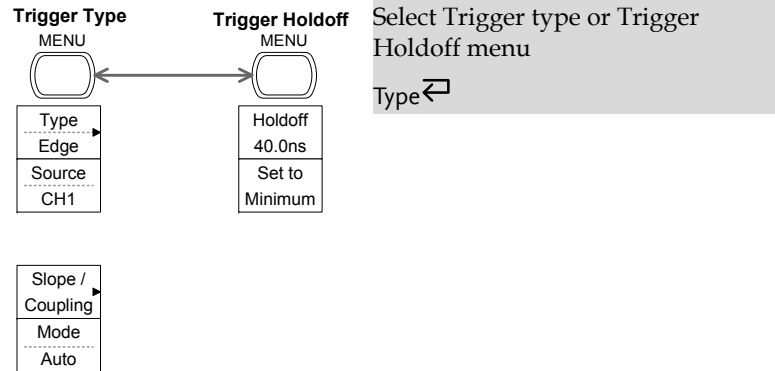 Trigger Type
MENU
Type
Edge
Source
CH1
Slope /
Coupling
Mode
Auto
Trigger Holdoff
MENU
Holdoff
40.0ns
Set to
Minimum
Select Trigger type or Trigger
Holdoff menu
Type